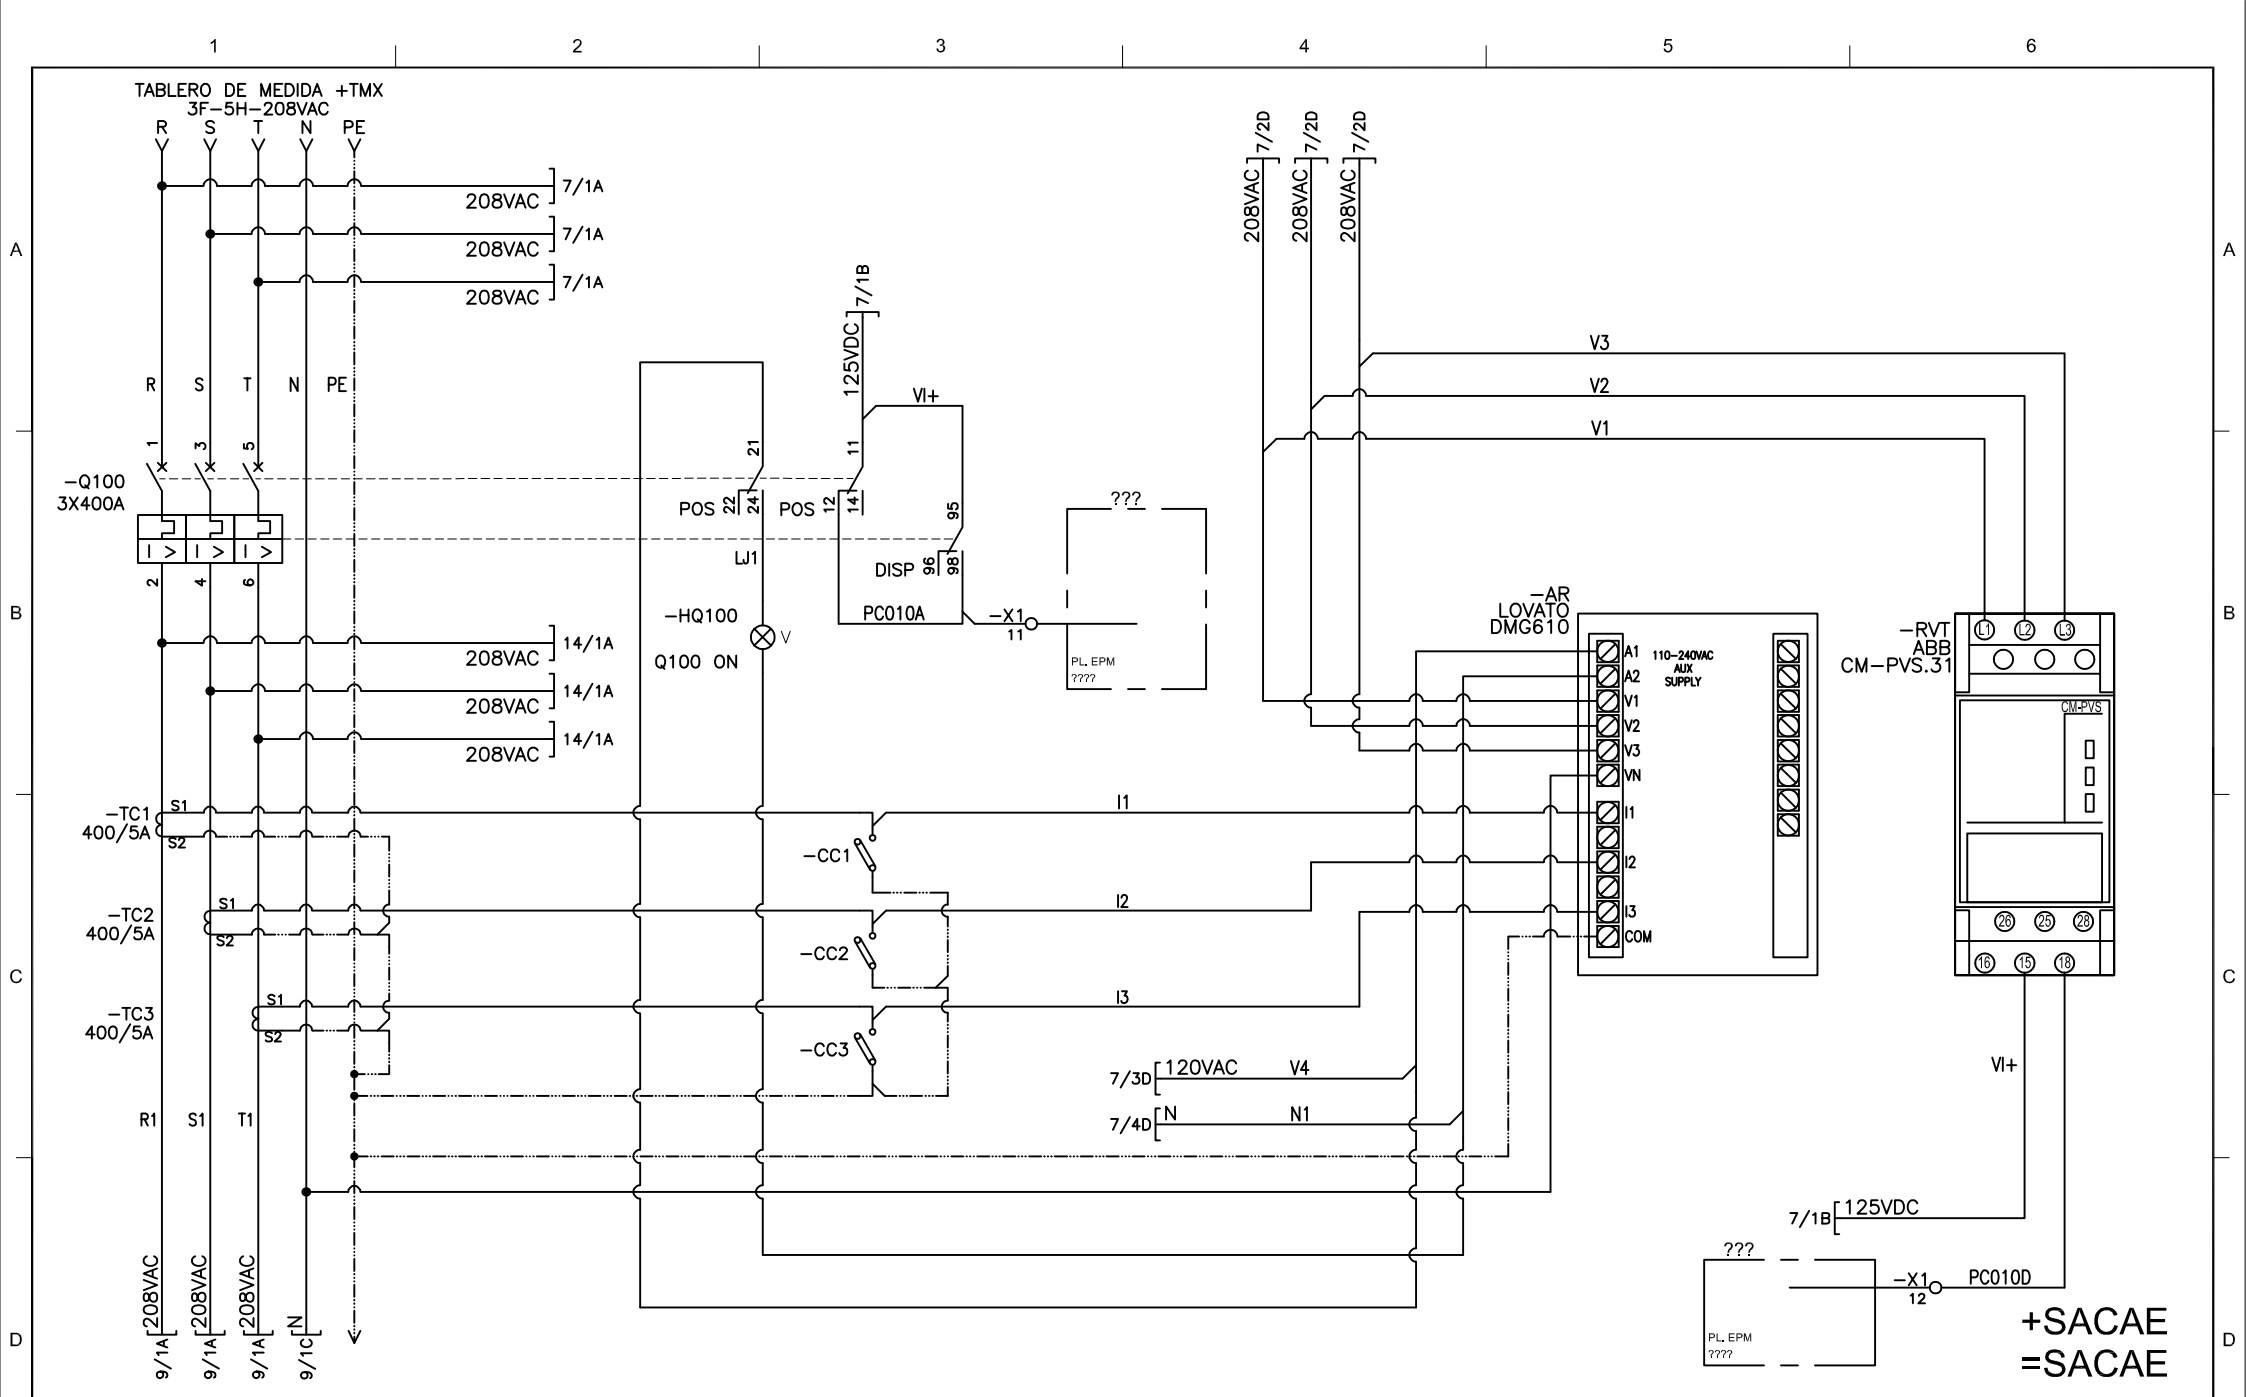 1 2 3 4 5 6
TABLERO DE MEDIDA +TMX
3F-5H-208VAC
R S T N PE
7/1A
208VAC
7/1A
208VAC
7/1A
208VAC
7/2D 7/2D 7/2D
208VAC 208VAC 208VAC
A A
7/1B
125VDC
VI+
V3
V2
V1
R S T N PE
1 3 5
21
11
-Q100
3X400A
POS 22 24
POS 12 14
95
I > I > I >
2 4 6
LJ1
DISP 96 98
???
-HQ100
V
Q100 ON
PC010A
-X1
11
PL. EPM
????
B B
14/1A
208VAC
14/1A
208VAC
14/1A
208VAC
-AR
LOVATO
DMG610
A1
110-240VAC
AUX
SUPPLY
A2
V1
V2
V3
VN
I1
I2
I3
COM
-RVT
ABB
CM-PVS.31
L1 L2 L3
CM-PVS
26 25 28
16 15 18
-TC1
400/5A
S1
S2
-CC1
I1
-TC2
400/5A
S1
S2
-CC2
I2
C C
-TC3
400/5A
S1
S2
-CC3
I3
7/3D 120VAC V4
7/4D N N1
VI+
R1 S1 T1
7/1B 125VDC
???
-X1
12
PC010D
PL. EPM
????
208VAC 208VAC 208VAC N
9/1A 9/1A 9/1A 9/1C
D D
+SACAE
=SACAE